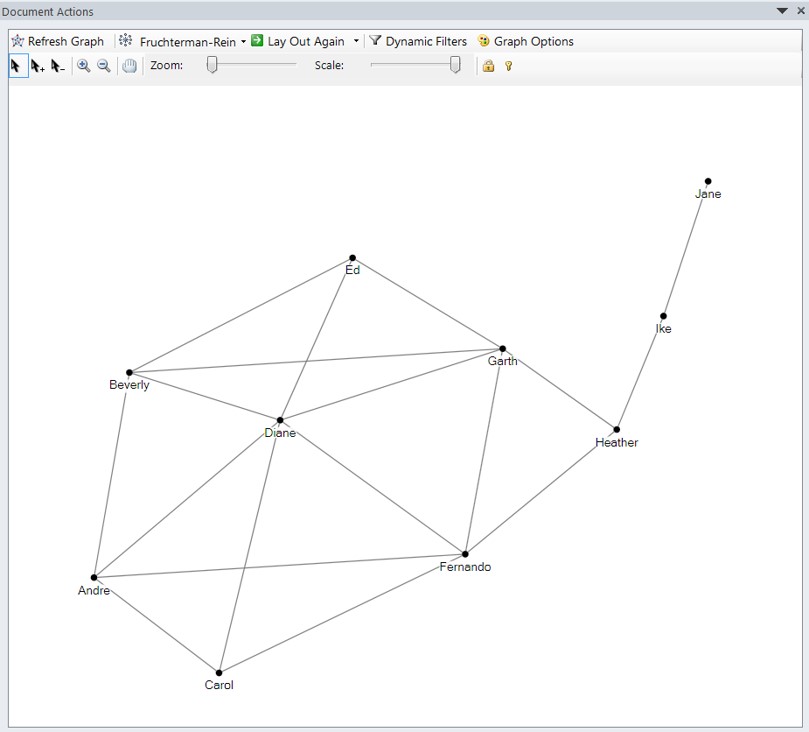 Document Actions
Refresh Graph Fruchterman-Rein Lay Out Again Dynamic Filters Graph Options
Zoom: Scale:
Jane
Ed
Ike
Garth
Beverly
Diane
Heather
Fernando
Andre
Carol